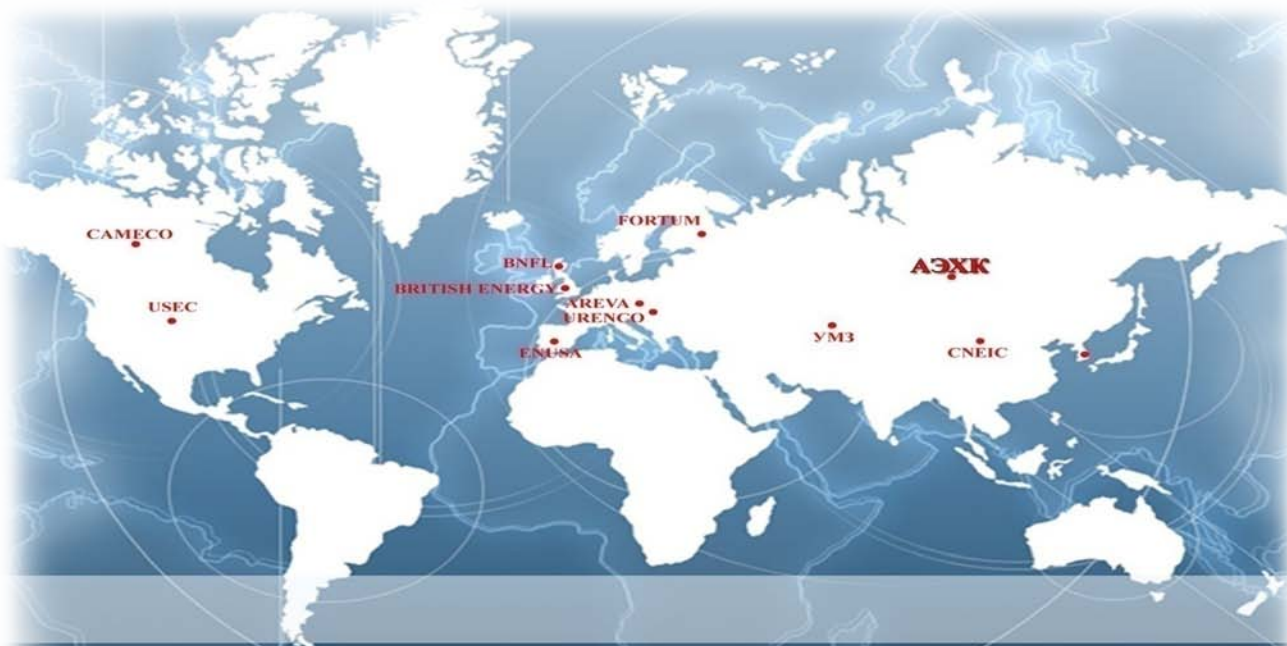 FORTUM
CAMECO
BNFL
АЭХК
BRITISH ENERGY
USEC
AREVA
URENCO
УМЗ
ENUSA
CNEIC